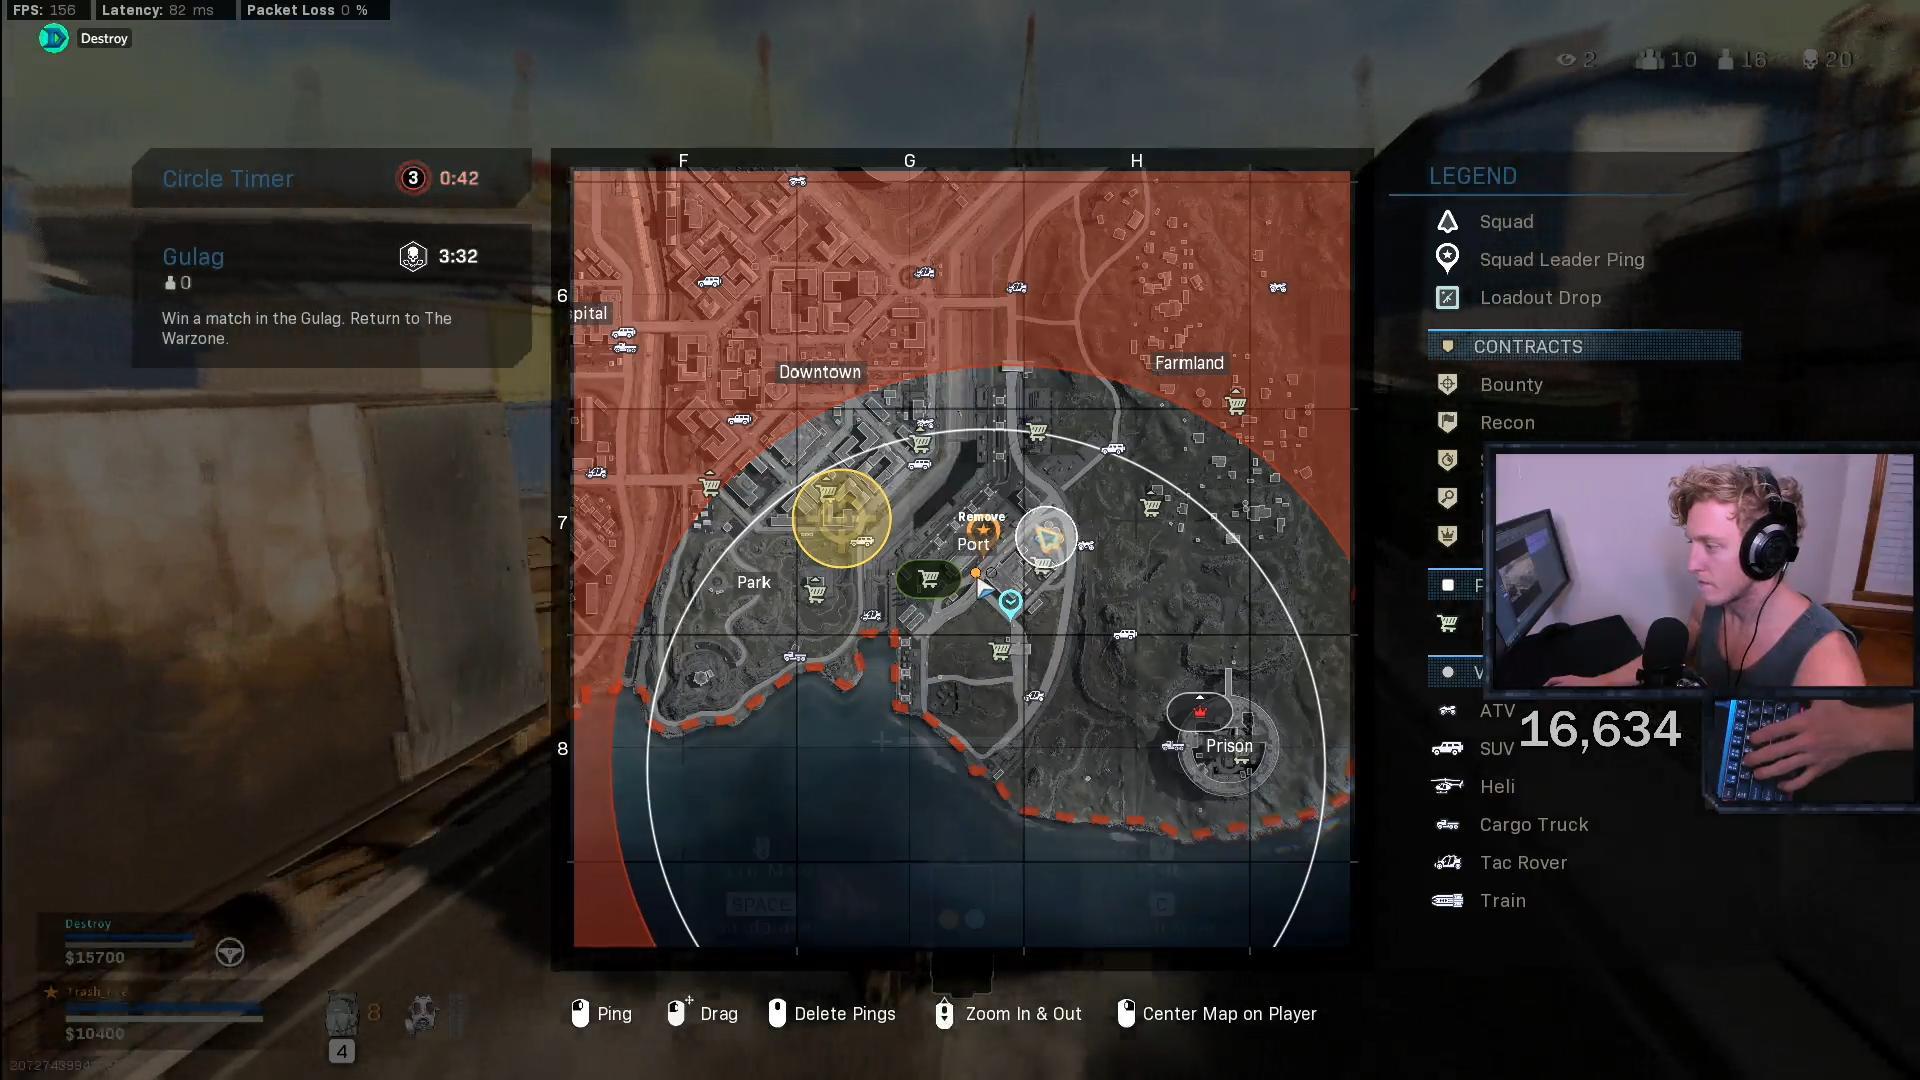 FPS: 156 Latency: 82 ms Packet Loss 0 %
Destroy
2 10 16 20
Circle Timer 3 0:42
Gulag 3:32
0
Win a match in the Gulag. Return to The
Warzone.
F G H
6
7
8
pital
Downtown
Farmland
Remove
Port
Park
Prison
SPACE
C
LEGEND
Squad
Squad Leader Ping
Loadout Drop
CONTRACTS
Bounty
Recon
ATV
SUV
Heli
Cargo Truck
Tac Rover
Train
16,634
Destroy
$15700
$10400
8
4
Ping Drag Delete Pings Zoom In & Out Center Map on Player